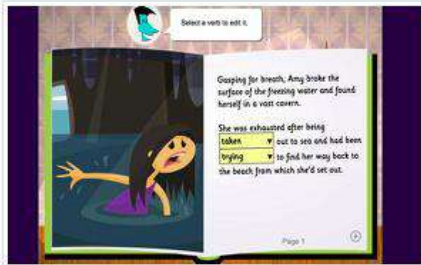 Select a verb to edit it.
Gasping for breath, Amy broke the
surface of the freezing water and found
herself in a vast cavern.
She was exhausted after being
taken out to sea and had been
trying to find her way back to
the beach from which she'd set out.
Page 1